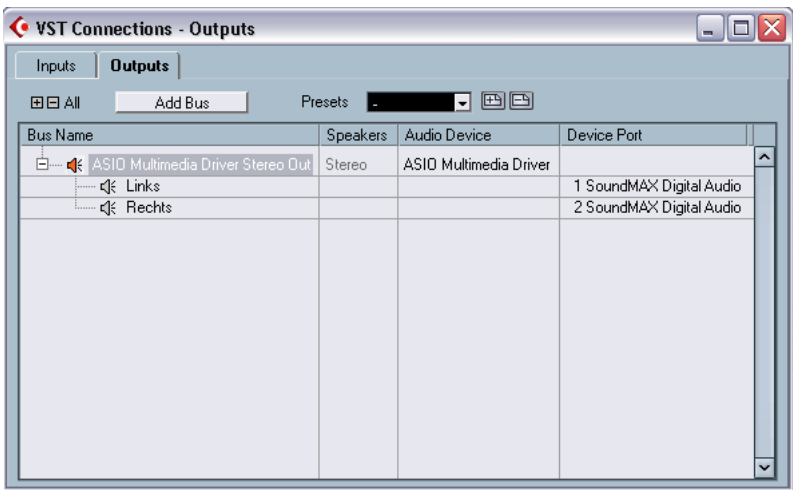 VST Connections - Outputs
Inputs Outputs
All Add Bus Presets -
Bus Name Speakers Audio Device Device Port
ASIO Multimedia Driver Stereo Out Stereo ASIO Multimedia Driver
Links 1 SoundMAX Digital Audio
Rechts 2 SoundMAX Digital Audio